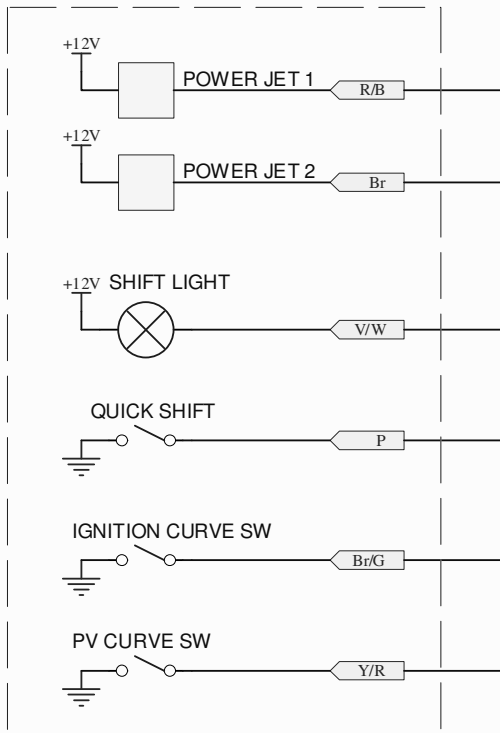 +12V
POWER JET 1
R/B
+12V
POWER JET 2
Br
+12V
SHIFT LIGHT
V/W
QUICK SHIFT
P
IGNITION CURVE SW
Br/G
PV CURVE SW
Y/R